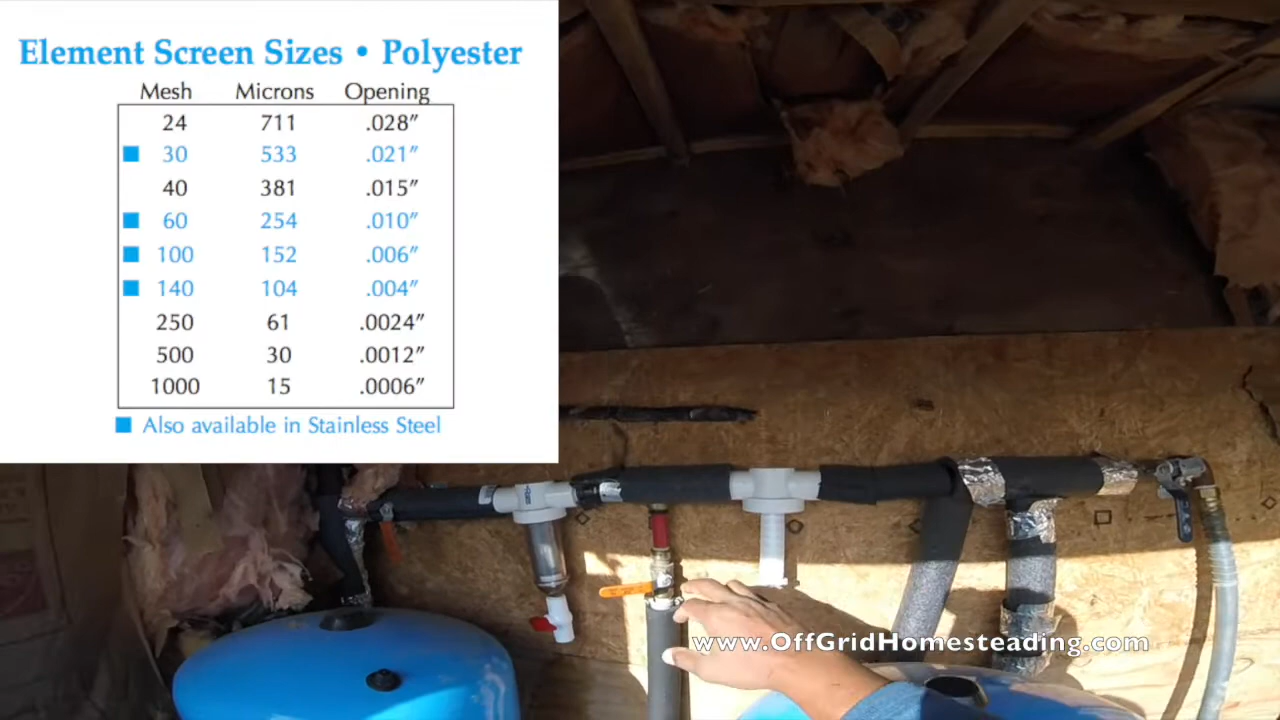 Element Screen Sizes • Polyester
Mesh Microns Opening
24 711 .028″
■ 30 533 .021″
40 381 .015″
■ 60 254 .010″
■ 100 152 .006″
■ 140 104 .004″
250 61 .0024″
500 30 .0012″
1000 15 .0006″
■ Also available in Stainless Steel
www.OffGridHomesteading.com